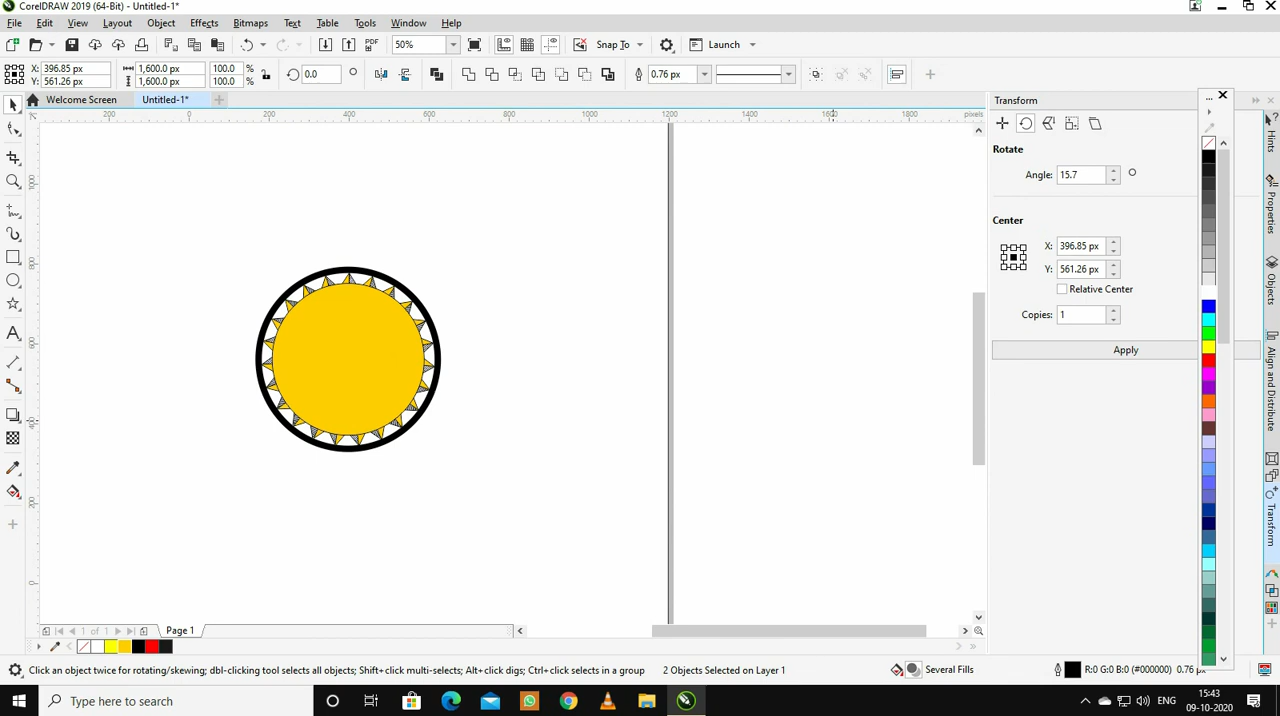 CorelDRAW 2019 (64-Bit) - Untitled-1*
File Edit View Layout Object Effects Bitmaps Text Table Tools Window Help
PDF 50% Snap To Launch
X: 396.85 px 1,600.0 px 100.0 % 0.0 0.76 px
Y: 561.26 px 1,600.0 px 100.0 %
Welcome Screen Untitled-1*
200 0 200 400 600 800 1000 1200 1400 1600 1800 pixels
1000
800
600
400
200
0
Transform
Rotate
Angle: 15.7
Center
X: 396.85 px
Y: 561.26 px
Relative Center
Copies: 1
Apply
Hints
Properties
Objects
Align and Distribute
Transform
1 of 1 Page 1
Click an object twice for rotating/skewing; dbl-clicking tool selects all objects; Shift+click multi-selects; Alt+click digs; Ctrl+click selects in a group 2 Objects Selected on Layer 1 Several Fills R:0 G:0 B:0 (#000000) 0.76 px
Type here to search ENG 15:43
09-10-2020